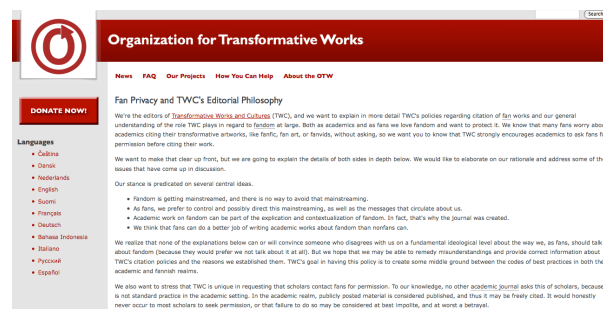 Search
Organization for Transformative Works
News FAQ Our Projects How You Can Help About the OTW
DONATE NOW!
Languages
Čeština
Dansk
Nederlands
English
Suomi
Français
Deutsch
Bahasa Indonesia
Italiano
Русский
Español
Fan Privacy and TWC's Editorial Philosophy
We're the editors of Transformative Works and Cultures (TWC), and we want to explain in more detail TWC's policies regarding citation of fan works and our general
understanding of the role TWC plays in regard to fandom at large. Both as academics and as fans we love fandom and want to protect it. We know that many fans worry abou
academics citing their transformative artworks, like fanfic, fan art, or fanvids, without asking, so we want you to know that TWC strongly encourages academics to ask fans f
permission before citing their work.
We want to make that clear up front, but we are going to explain the details of both sides in depth below. We would like to elaborate on our rationale and address some of the
issues that have come up in discussion.
Our stance is predicated on several central ideas.
Fandom is getting mainstreamed, and there is no way to avoid that mainstreaming.
As fans, we prefer to control and possibly direct this mainstreaming, as well as the messages that circulate about us.
Academic work on fandom can be part of the explication and contextualization of fandom. In fact, that's why the journal was created.
We think that fans can do a better job of writing academic works about fandom than nonfans can.
We realize that none of the explanations below can or will convince someone who disagrees with us on a fundamental ideological level about the way we, as fans, should talk
about fandom (because they would prefer we not talk about it at all). But we hope that we may be able to remedy misunderstandings and provide correct information about
TWC's citation policies and the reasons we established them. TWC's goal in having this policy is to create some middle ground between the codes of best practices in both the
academic and fannish realms.
We also want to stress that TWC is unique in requesting that scholars contact fans for permission. To our knowledge, no other academic journal asks this of scholars, because
is not standard practice in the academic setting. In the academic realm, publicly posted material is considered published, and thus it may be freely cited. It would honestly
never occur to most scholars to seek permission, or that failure to do so may be considered at best impolite, and at worst a betrayal.